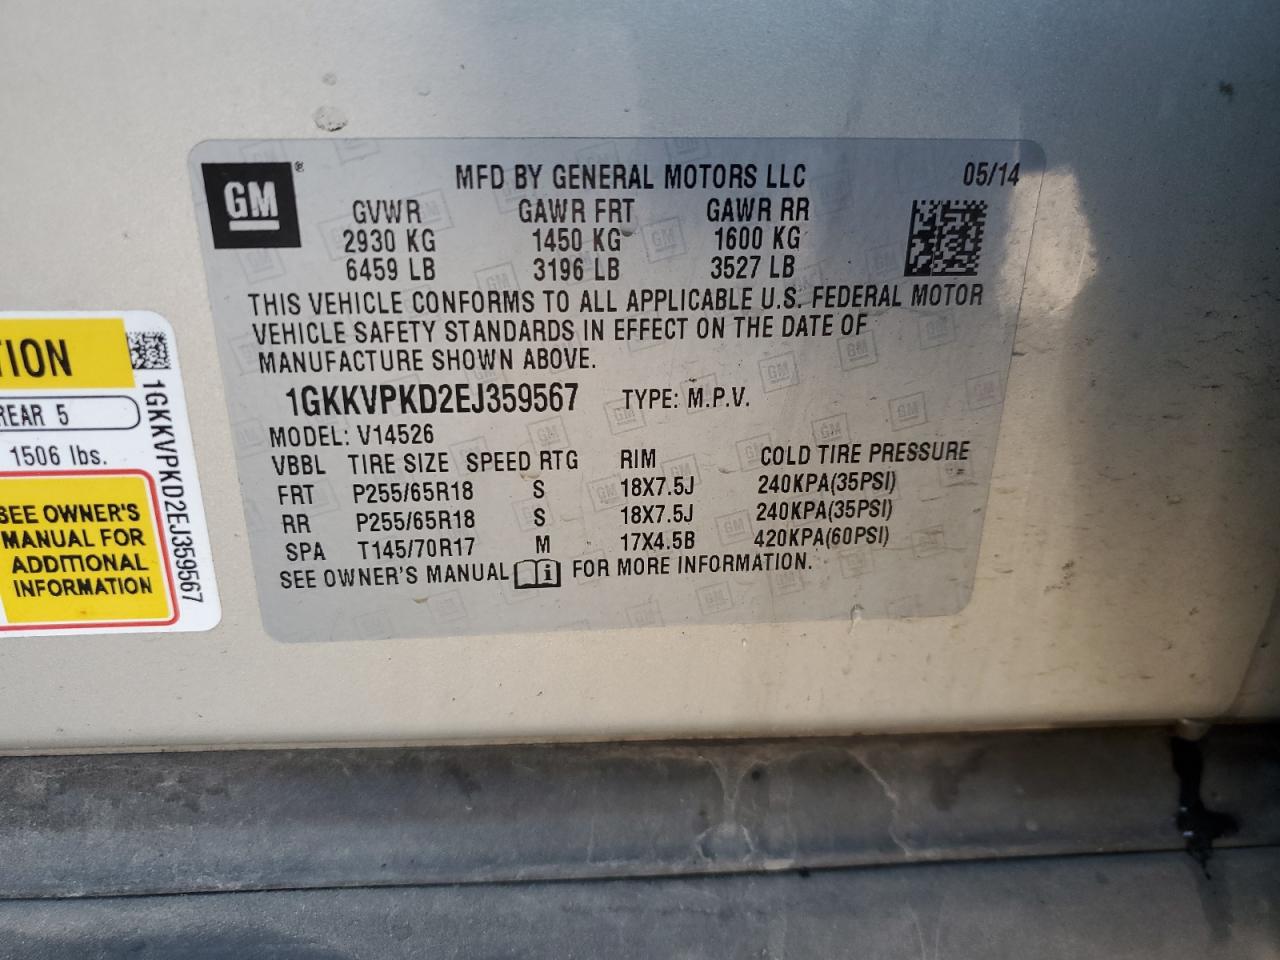 GM®
MFD BY GENERAL MOTORS LLC 05/14
GVWR GAWR FRT GAWR RR
2930 KG 1450 KG 1600 KG
6459 LB 3196 LB 3527 LB
THIS VEHICLE CONFORMS TO ALL APPLICABLE U.S. FEDERAL MOTOR
VEHICLE SAFETY STANDARDS IN EFFECT ON THE DATE OF
MANUFACTURE SHOWN ABOVE.
1GKKVPKD2EJ359567 TYPE: M.P.V.
MODEL: V14526
VBBL TIRE SIZE SPEED RTG RIM COLD TIRE PRESSURE
FRT P255/65R18 S 18X7.5J 240KPA(35PSI)
RR P255/65R18 S 18X7.5J 240KPA(35PSI)
SPA T145/70R17 M 17X4.5B 420KPA(60PSI)
SEE OWNER'S MANUAL FOR MORE INFORMATION.
TION
REAR 5
1506 lbs.
SEE OWNER'S
MANUAL FOR
ADDITIONAL
INFORMATION
1GKKVPKD2EJ359567